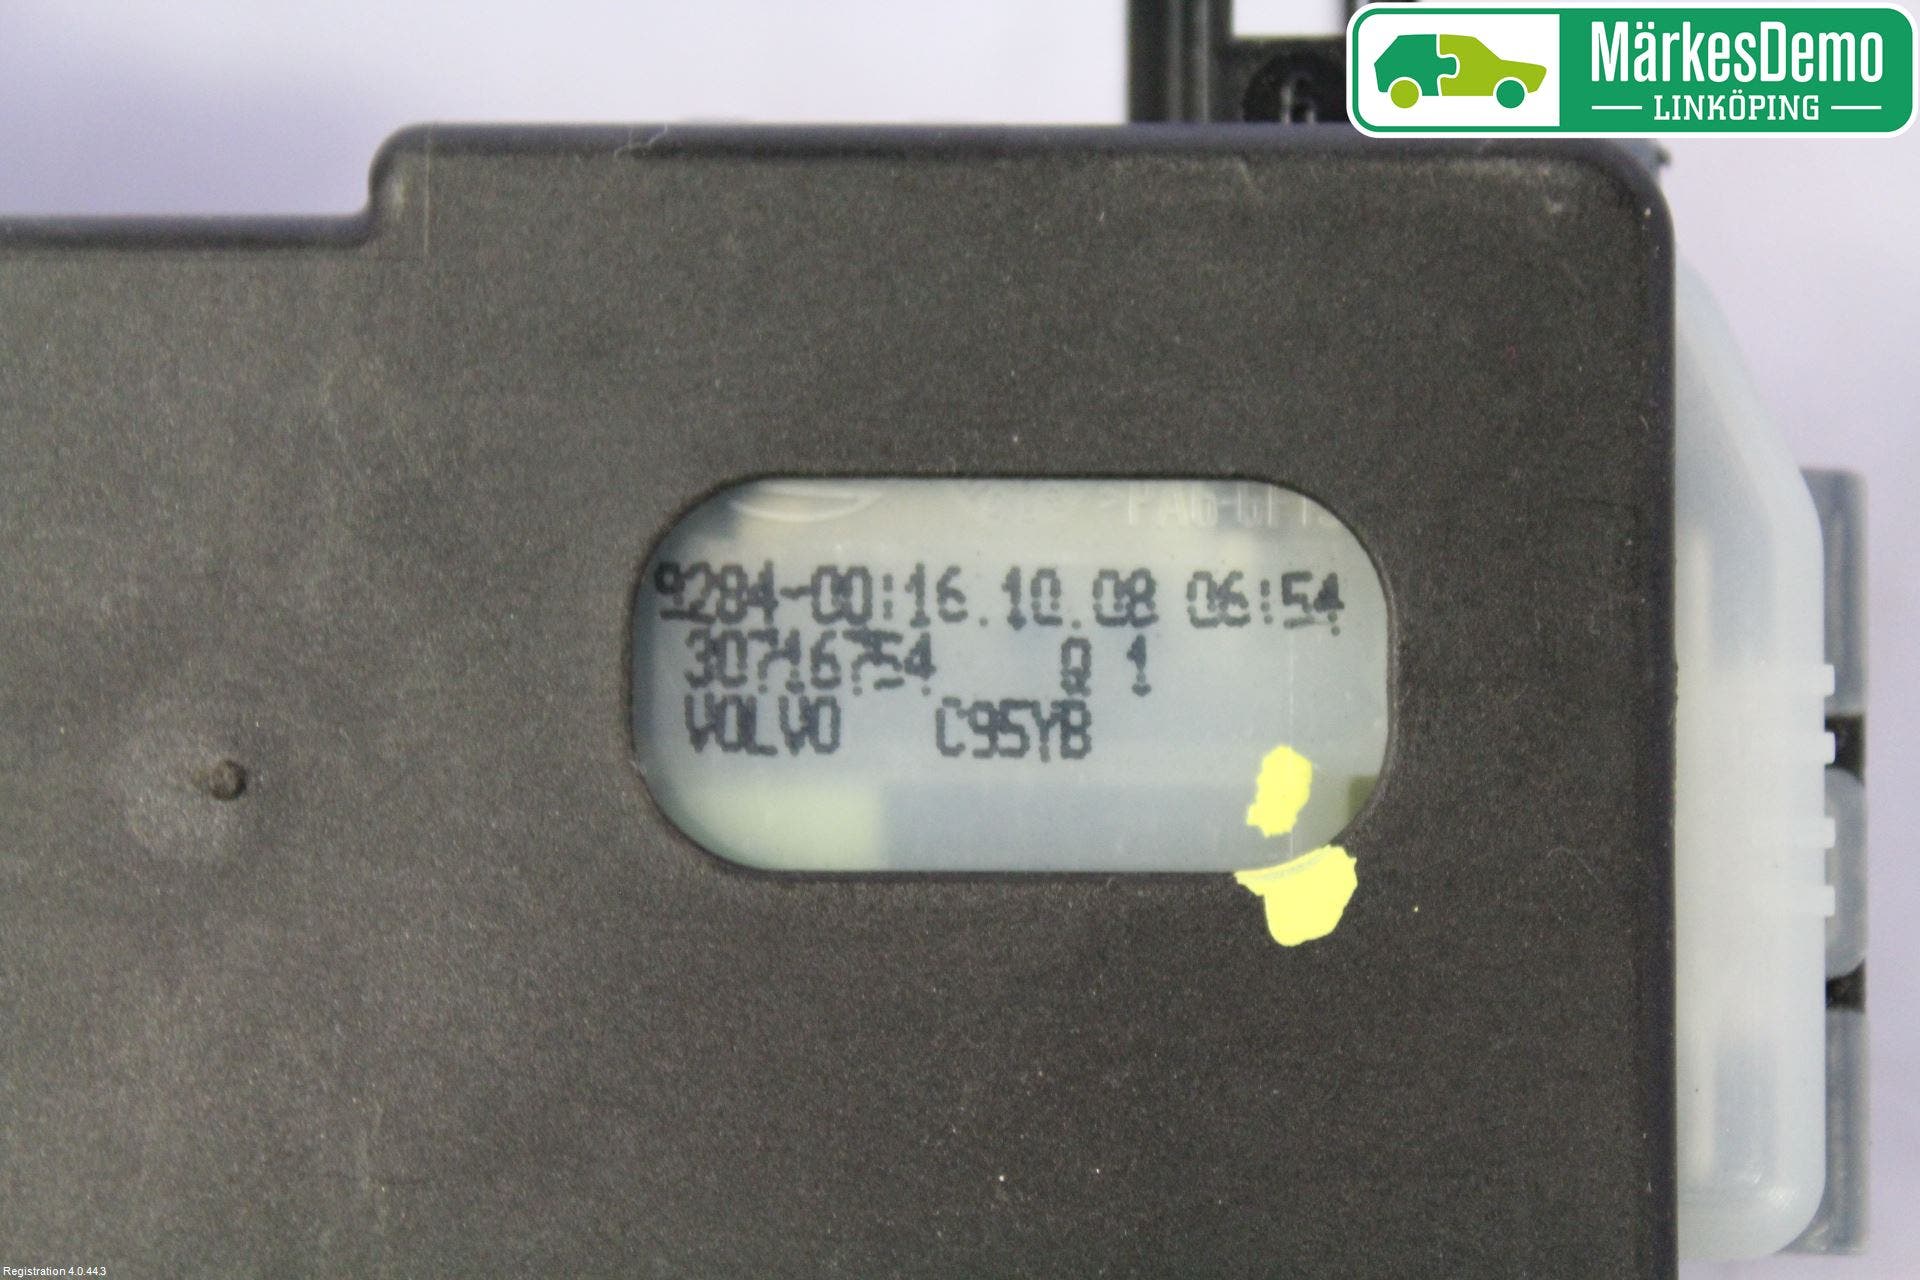 MärkesDemo
LINKÖPING
9284-00:16.10.08 06:54
30716754 Q 1
VOLVO C95YB
Registration 4.0.44.3